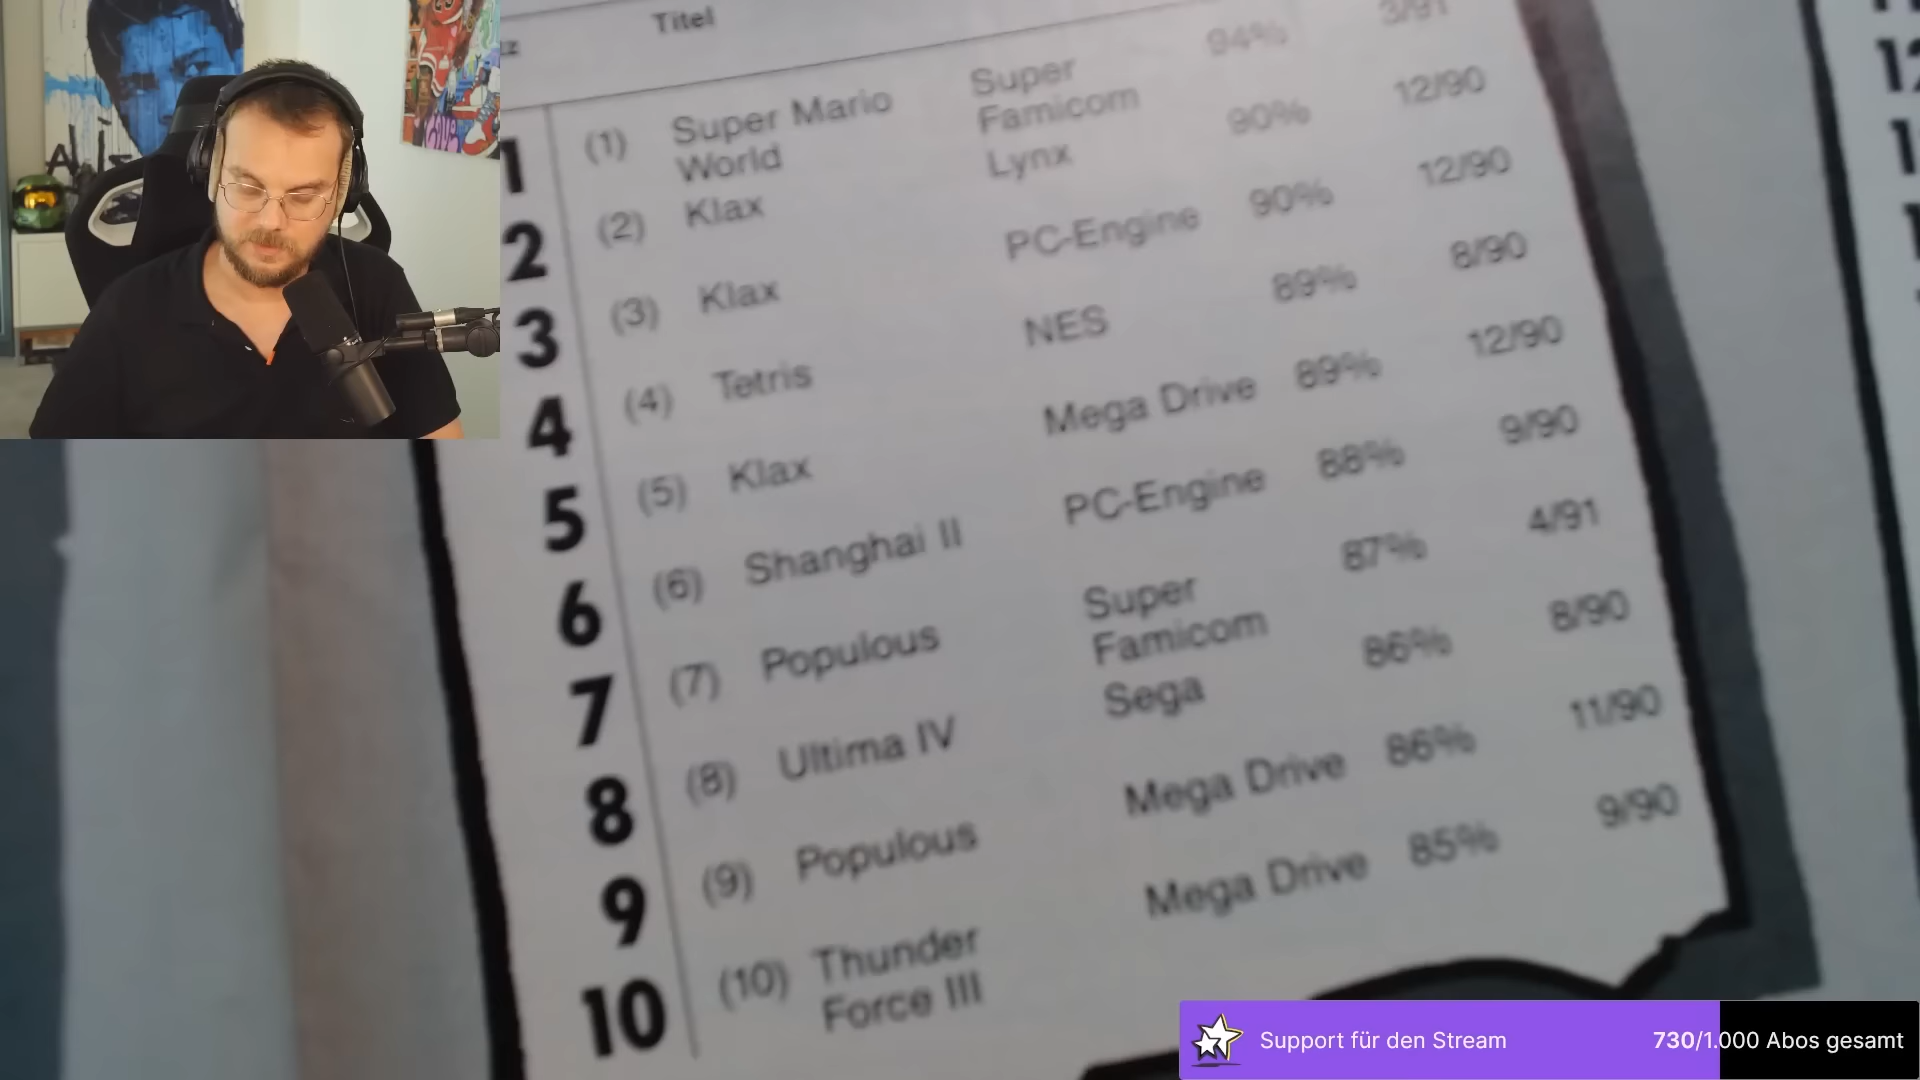 Titel
1 (1) Super Mario World Super Famicom 94% 3/91
2 (2) Klax Lynx 90% 12/90
3 (3) Klax PC-Engine 90% 12/90
4 (4) Tetris NES 89% 8/90
5 (5) Klax Mega Drive 89% 12/90
6 (6) Shanghai II PC-Engine 88% 9/90
7 (7) Populous Super Famicom 87% 4/91
8 (8) Ultima IV Sega 86% 8/90
9 (9) Populous Mega Drive 86% 11/90
10 (10) Thunder Force III Mega Drive 85% 9/90
Support für den Stream 730/1.000 Abos gesamt